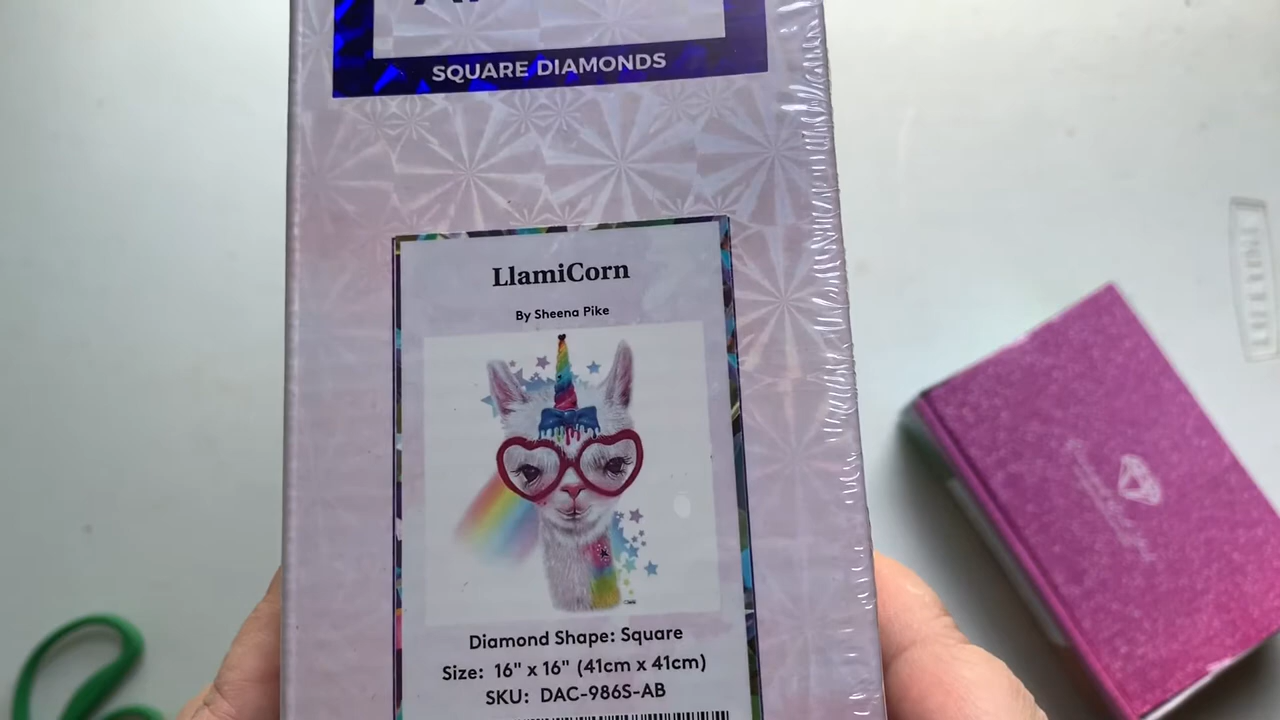 SQUARE DIAMONDS
LlamiCorn
By Sheena Pike
Diamond Shape: Square
Size: 16" x 16" (41cm x 41cm)
SKU: DAC-986S-AB